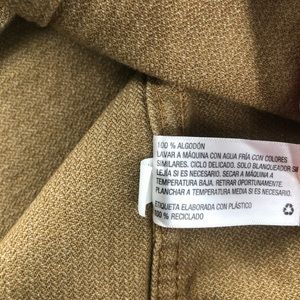 100 % ALGODÓN
LAVAR A MÁQUINA CON AGUA FRÍA CON COLORES
SIMILARES. CICLO DELICADO. SOLO BLANQUEADOR SIN
LEJÍA SI ES NECESARIO. SECAR A MÁQUINA A
TEMPERATURA BAJA. RETIRAR OPORTUNAMENTE.
PLANCHAR A TEMPERATURA MEDIA SI ES NECESARIO.
ETIQUETA ELABORADA CON PLÁSTICO
100 % RECICLADO